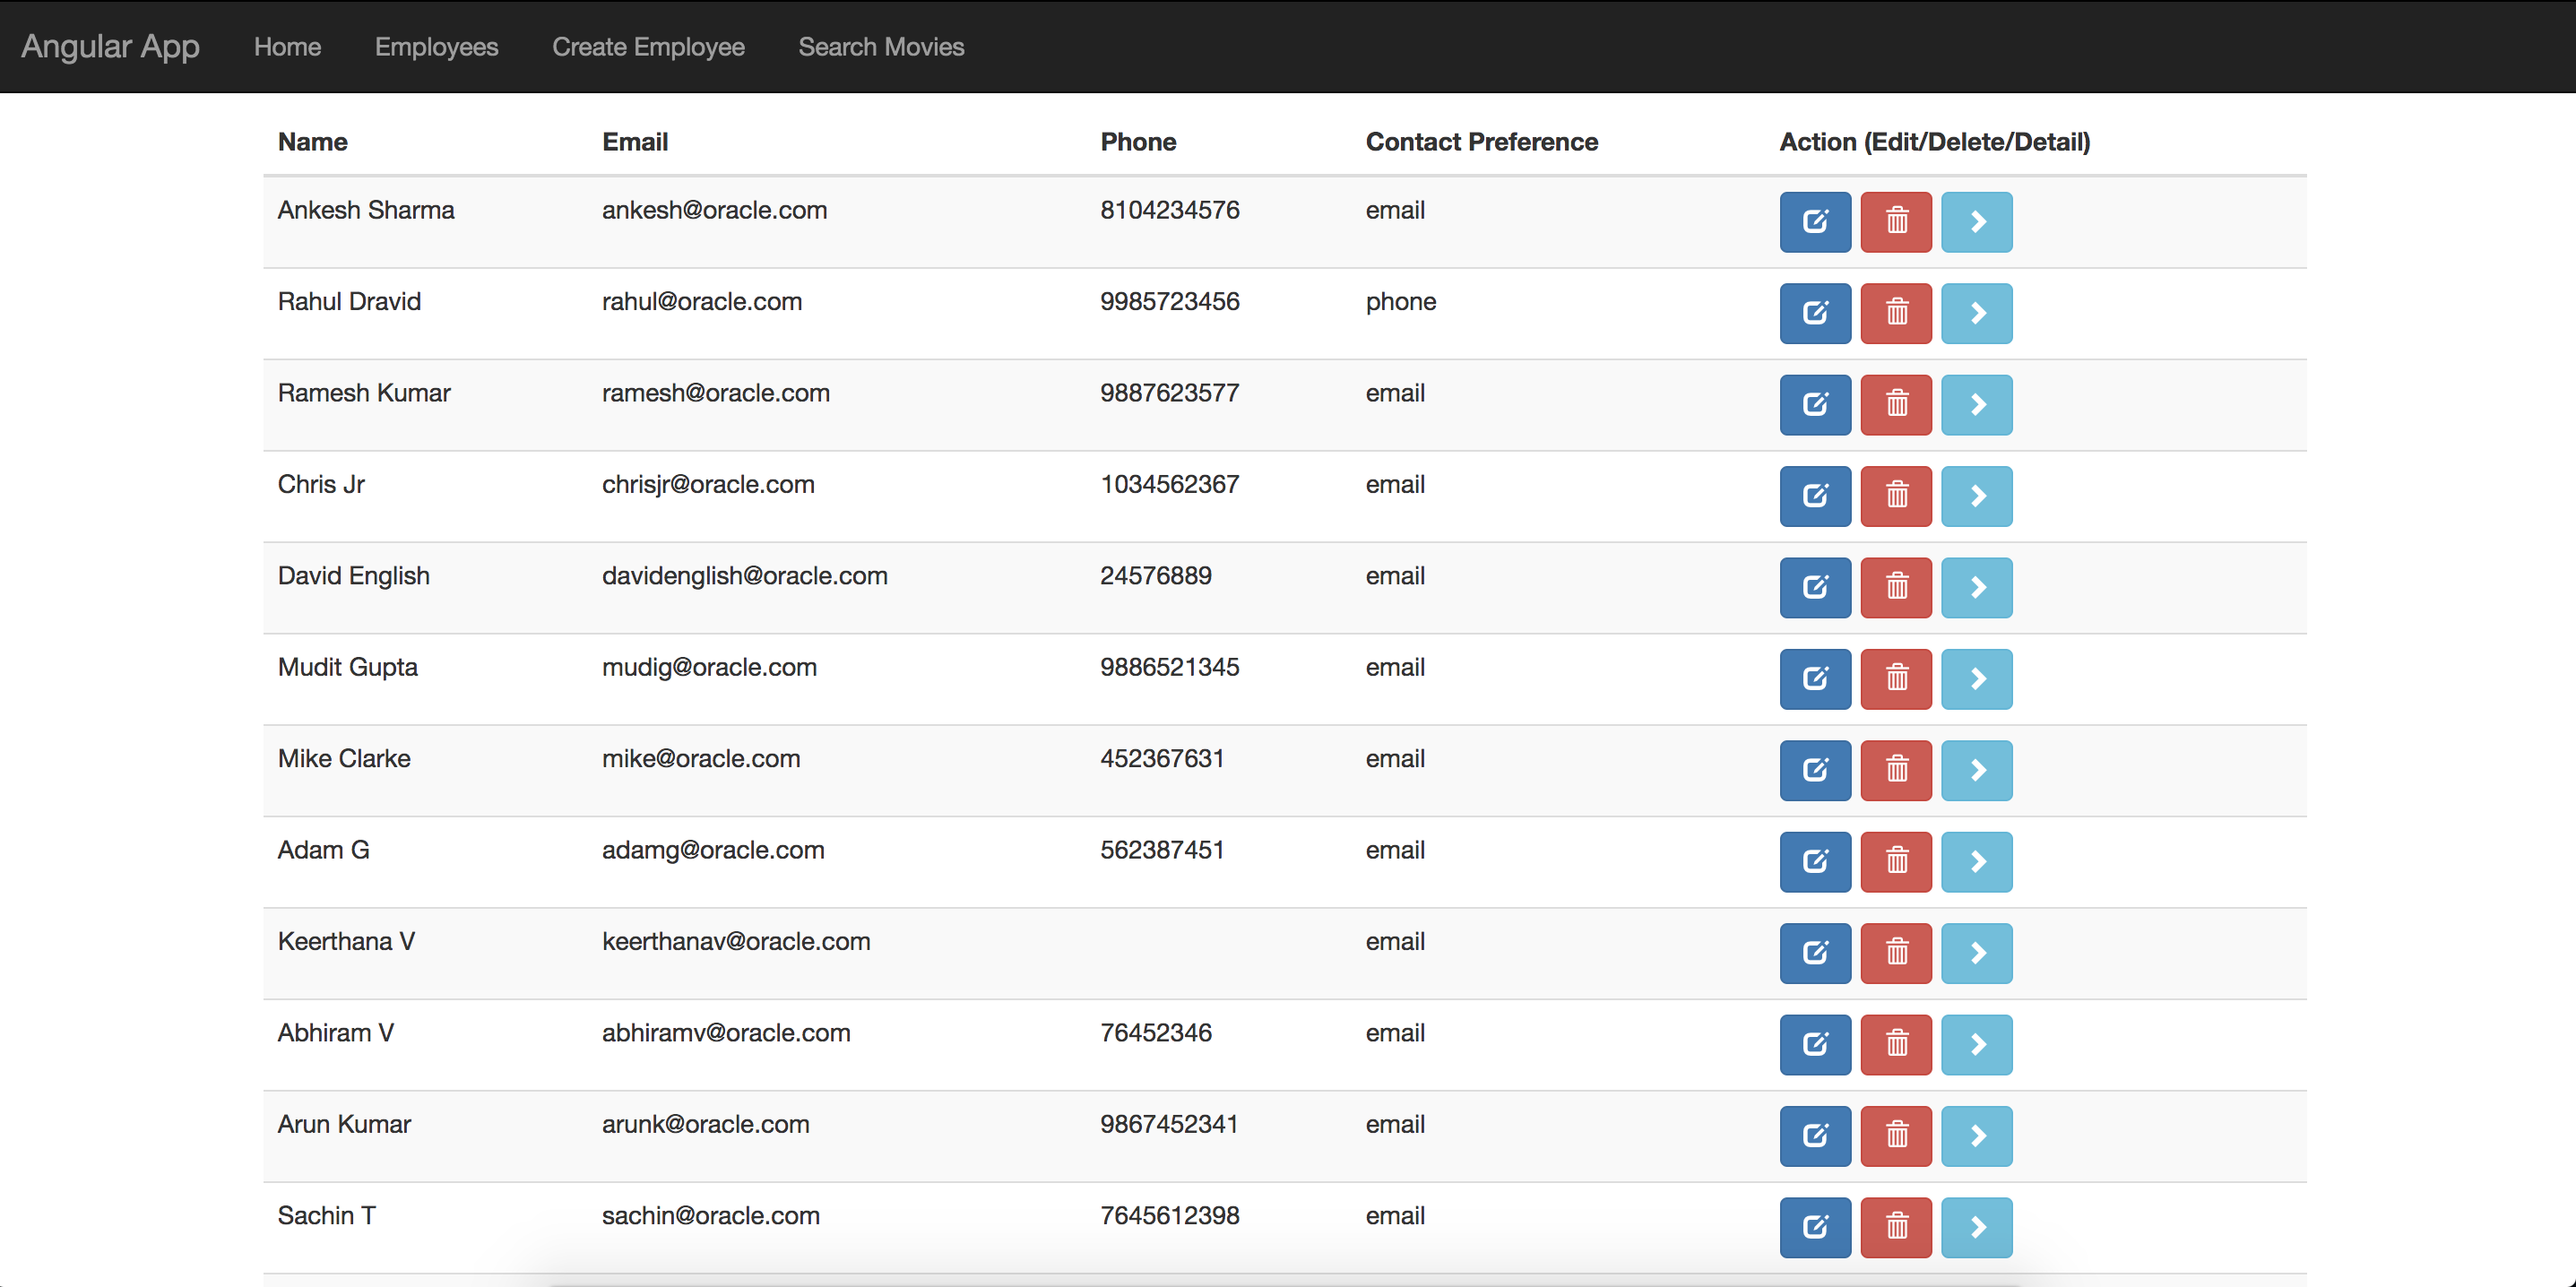 Angular App Home Employees Create Employee Search Movies
Name Email Phone Contact Preference Action (Edit/Delete/Detail)
Ankesh Sharma ankesh@oracle.com 8104234576 email
Rahul Dravid rahul@oracle.com 9985723456 phone
Ramesh Kumar ramesh@oracle.com 9887623577 email
Chris Jr chrisjr@oracle.com 1034562367 email
David English davidenglish@oracle.com 24576889 email
Mudit Gupta mudig@oracle.com 9886521345 email
Mike Clarke mike@oracle.com 452367631 email
Adam G adamg@oracle.com 562387451 email
Keerthana V keerthanav@oracle.com email
Abhiram V abhiramv@oracle.com 76452346 email
Arun Kumar arunk@oracle.com 9867452341 email
Sachin T sachin@oracle.com 7645612398 email